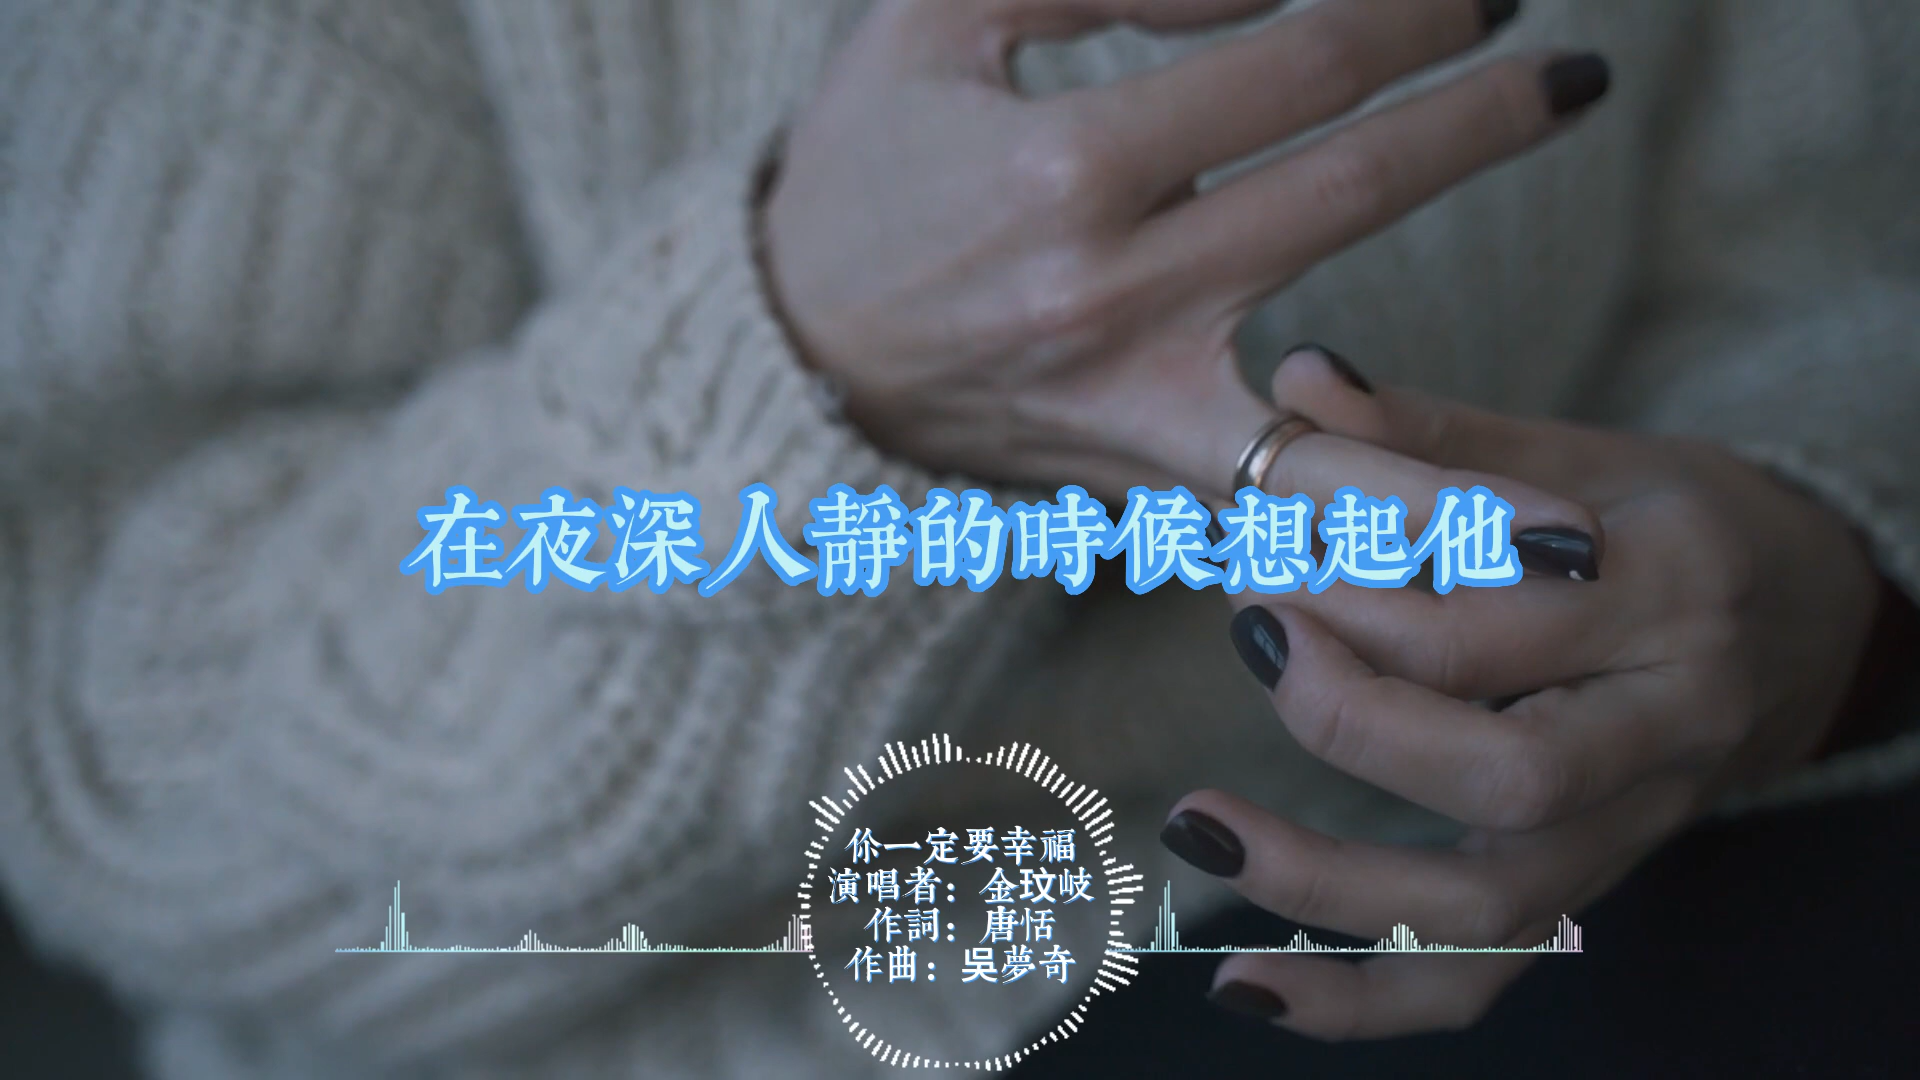 在夜深人靜的時候想起他
你一定要幸福
演唱者：金玟岐
作詞：唐恬
作曲：吳夢奇